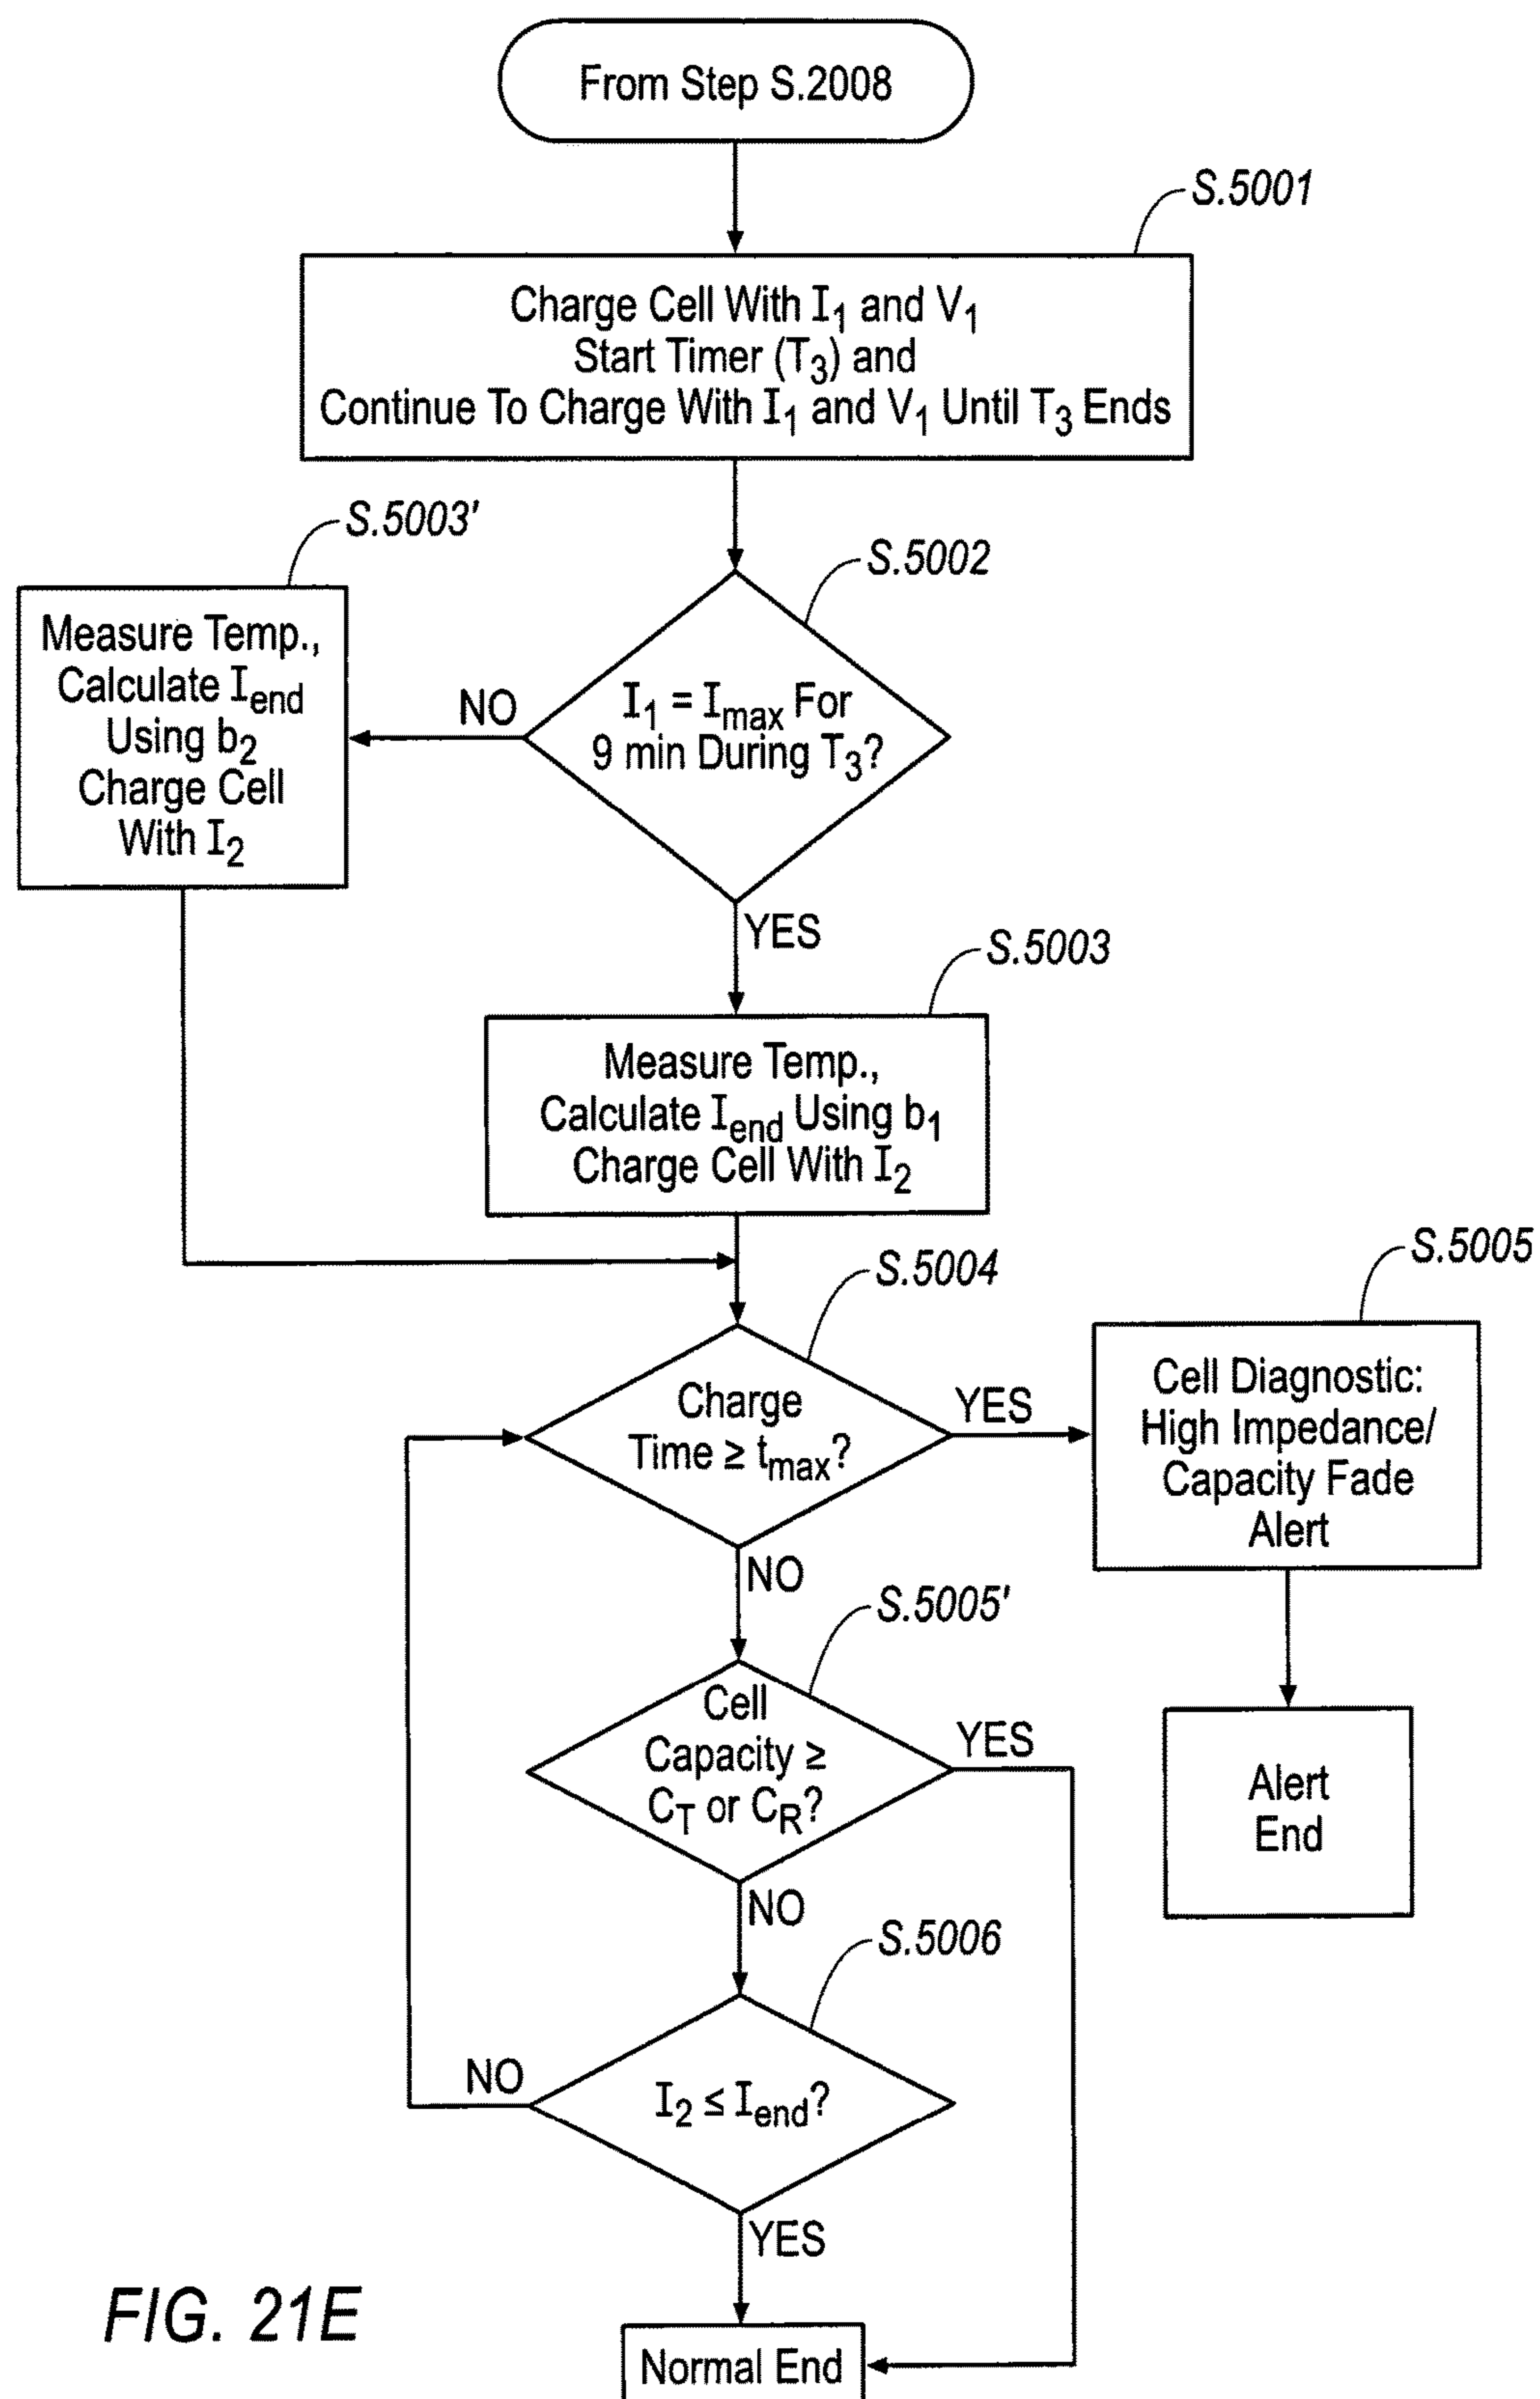 From Step S.2008
S.5001
Charge Cell With I₁ and V₁
Start Timer (T₃) and
Continue To Charge With I₁ and V₁ Until T₃ Ends
S.5003'
Measure Temp.,
Calculate Iend
Using b₂
Charge Cell
With I₂
S.5002
I₁ = Imax For
9 min During T₃?
NO
YES
S.5003
Measure Temp.,
Calculate Iend Using b₁
Charge Cell With I₂
S.5004
Charge
Time ≥ tmax?
YES
S.5005
Cell Diagnostic:
High Impedance/
Capacity Fade
Alert
NO
S.5005'
Cell
Capacity ≥
CT or CR?
YES
Alert
End
NO
S.5006
I₂ ≤ Iend?
NO
YES
Normal End
FIG. 21E